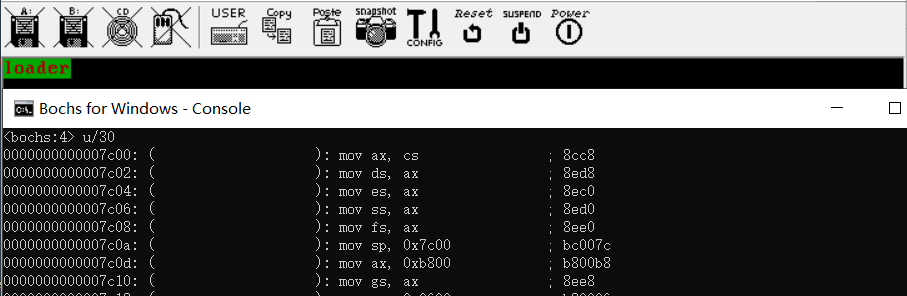 A: B: CD USER Copy Poste snapshot CONFIG Reset SUSPEND Power
loader
Bochs for Windows - Console
<bochs:4> u/30
0000000000007c00: (                    ): mov ax, cs                ; 8cc8
0000000000007c02: (                    ): mov ds, ax                ; 8ed8
0000000000007c04: (                    ): mov es, ax                ; 8ec0
0000000000007c06: (                    ): mov ss, ax                ; 8ed0
0000000000007c08: (                    ): mov fs, ax                ; 8ee0
0000000000007c0a: (                    ): mov sp, 0x7c00            ; bc007c
0000000000007c0d: (                    ): mov ax, 0xb800            ; b800b8
0000000000007c10: (                    ): mov gs, ax                ; 8ee8